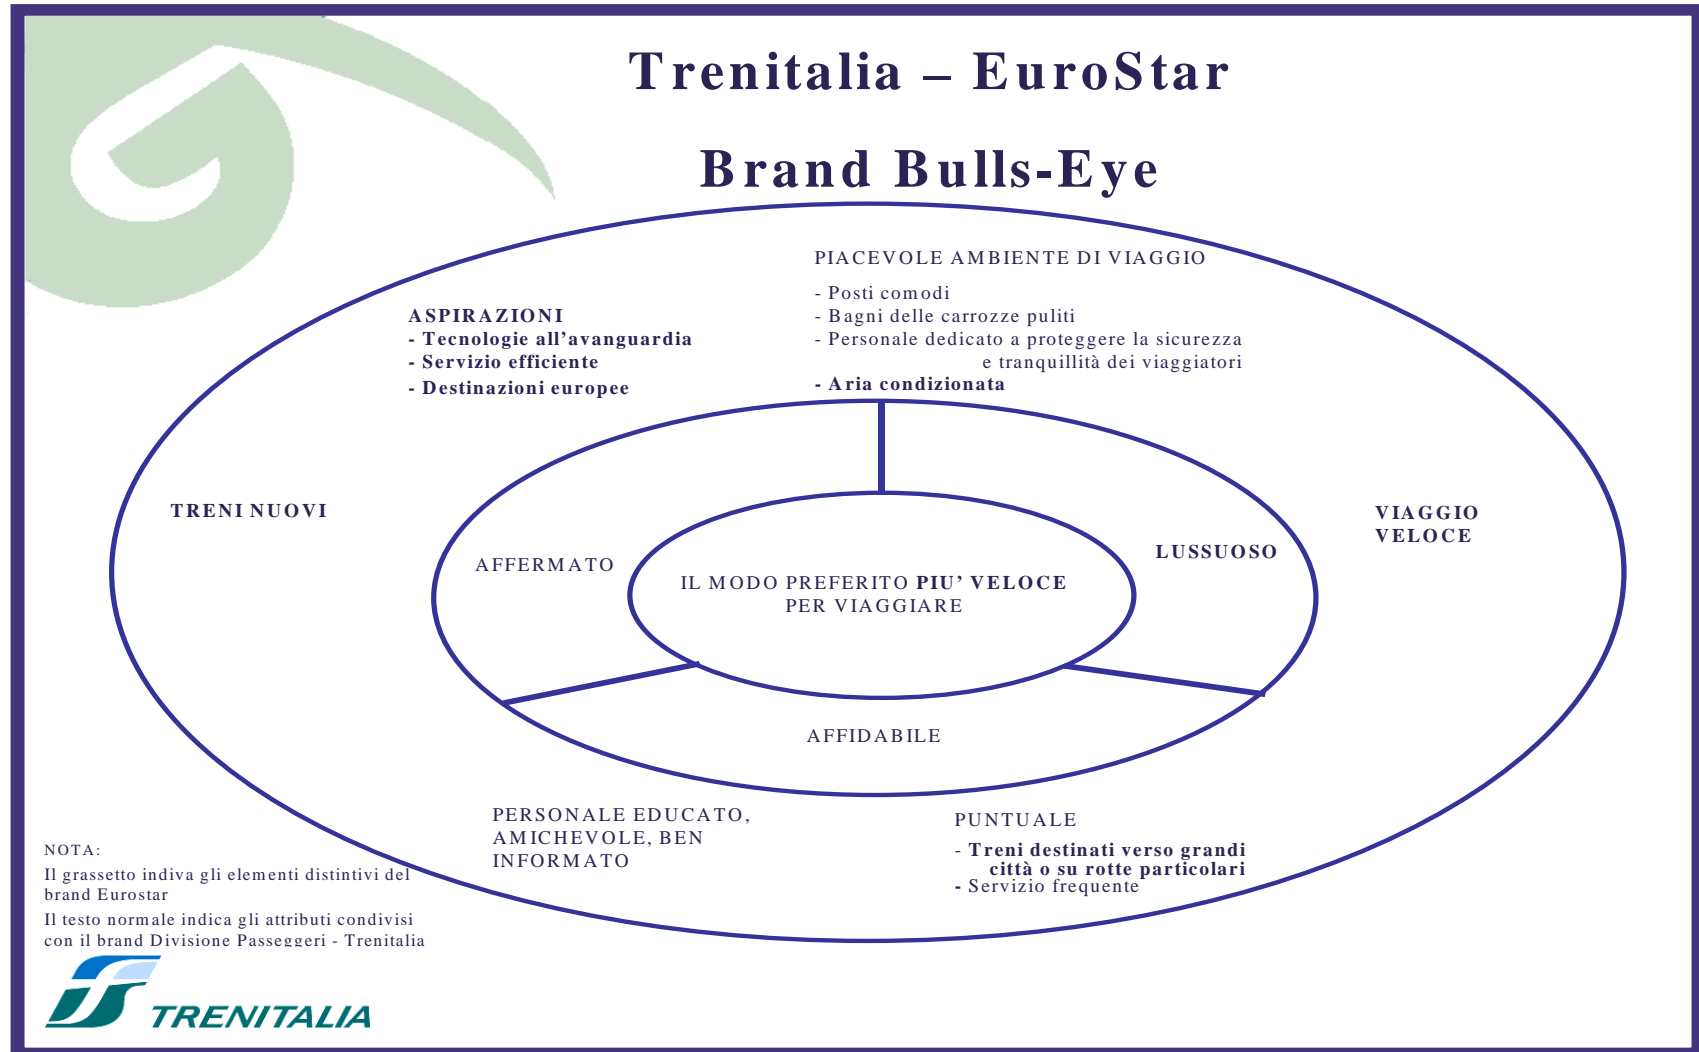 Trenitalia – EuroStar
Brand Bulls-Eye
PIACEVOLE AMBIENTE DI VIAGGIO
- Posti comodi
- Bagni delle carrozze puliti
- Personale dedicato a proteggere la sicurezza
e tranquillità dei viaggiatori
- Aria condizionata
ASPIRAZIONI
- Tecnologie all’avanguardia
- Servizio efficiente
- Destinazioni europee
TRENI NUOVI
VIAGGIO
VELOCE
AFFERMATO
LUSSUOSO
IL MODO PREFERITO PIU’ VELOCE
PER VIAGGIARE
AFFIDABILE
PERSONALE EDUCATO,
AMICHEVOLE, BEN
INFORMATO
PUNTUALE
- Treni destinati verso grandi
città o su rotte particolari
- Servizio frequente
NOTA:
Il grassetto indiva gli elementi distintivi del
brand Eurostar
Il testo normale indica gli attributi condivisi
con il brand Divisione Passeggeri - Trenitalia
TRENITALIA